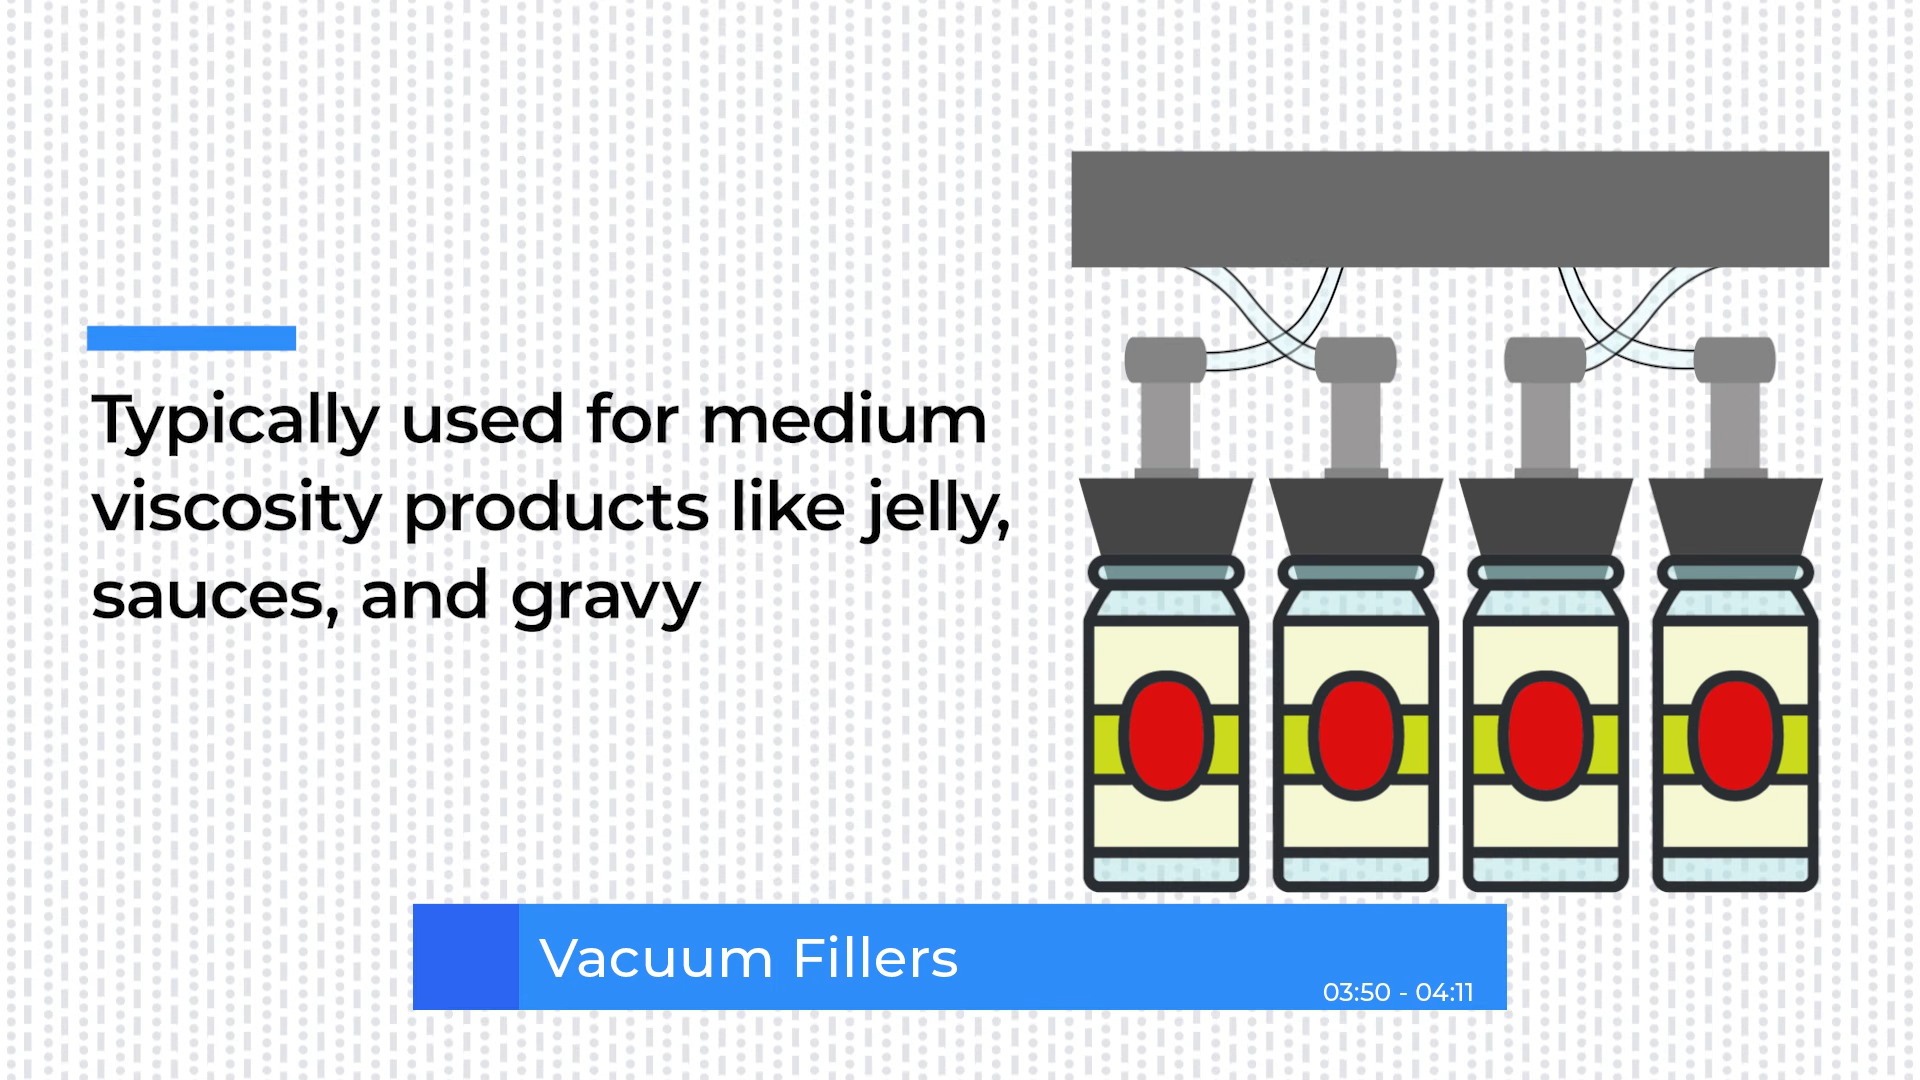 Typically used for medium
viscosity products like jelly,
sauces, and gravy
Vacuum Fillers
03:50 - 04:11